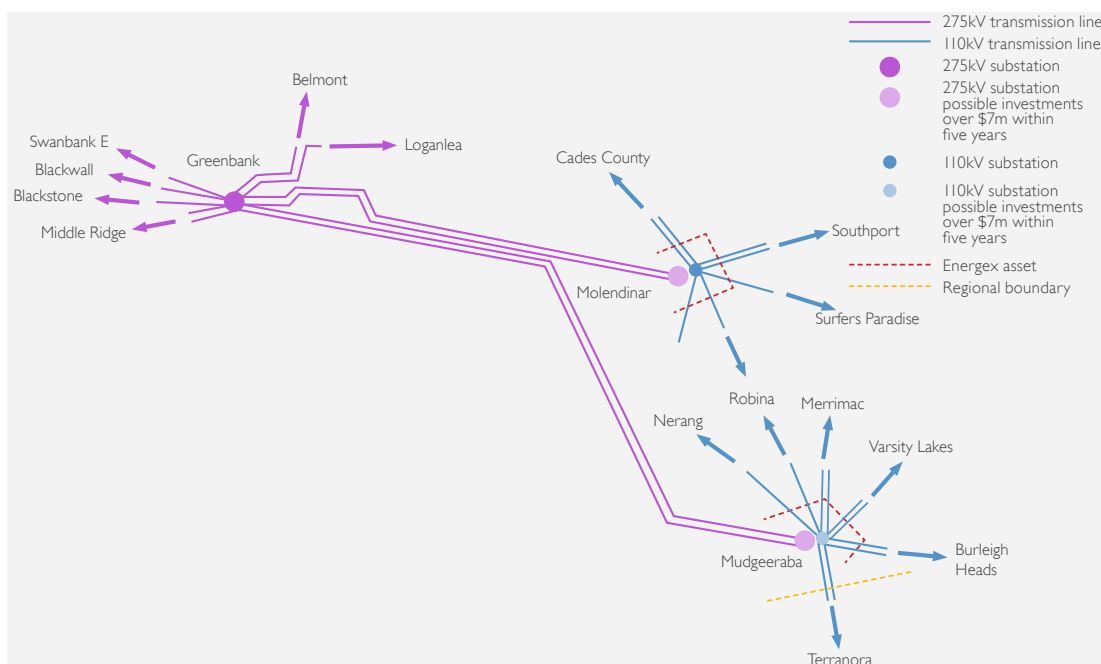 275kV transmission line
110kV transmission line
275kV substation
275kV substation
possible investments
over $7m within
five years
110kV substation
110kV substation
possible investments
over $7m within
five years
Energex asset
Regional boundary
Belmont
Loganlea
Swanbank E
Greenbank
Blackwall
Blackstone
Middle Ridge
Cades County
Southport
Molendinar
Surfers Paradise
Robina
Merrimac
Nerang
Varsity Lakes
Mudgeeraba
Burleigh
Heads
Terranora